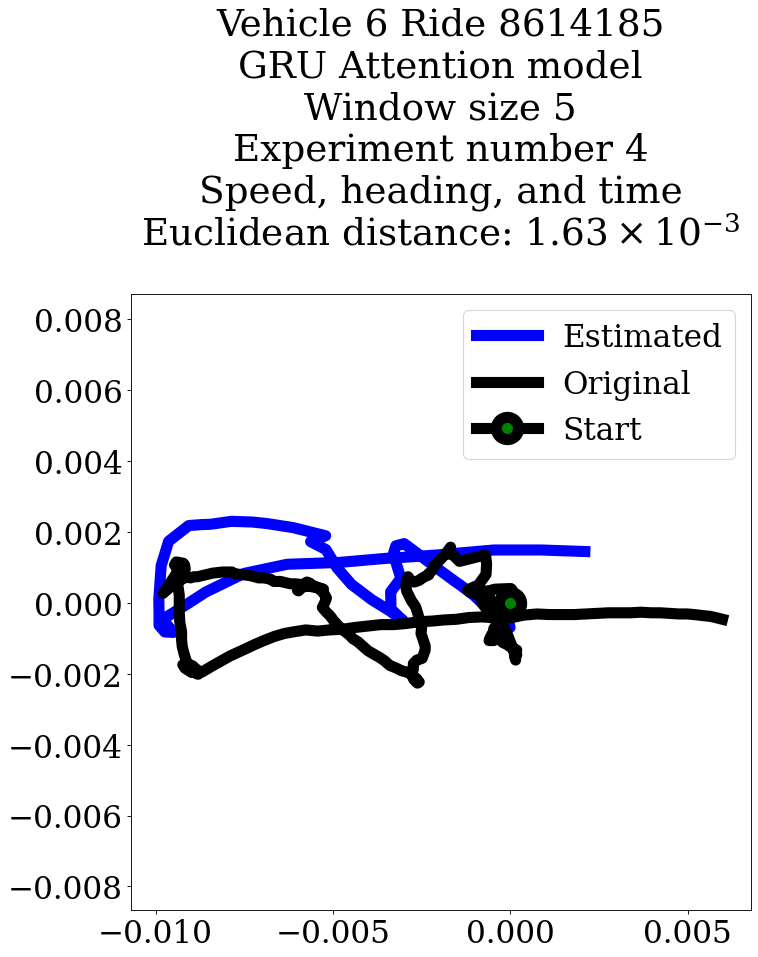 Vehicle 6 Ride 8614185
GRU Attention model
Window size 5
Experiment number 4
Speed, heading, and time
Euclidean distance: 1.63 × 10⁻³
Estimated
Original
Start
0.008
0.006
0.004
0.002
0.000
−0.002
−0.004
−0.006
−0.008
−0.010
−0.005
0.000
0.005